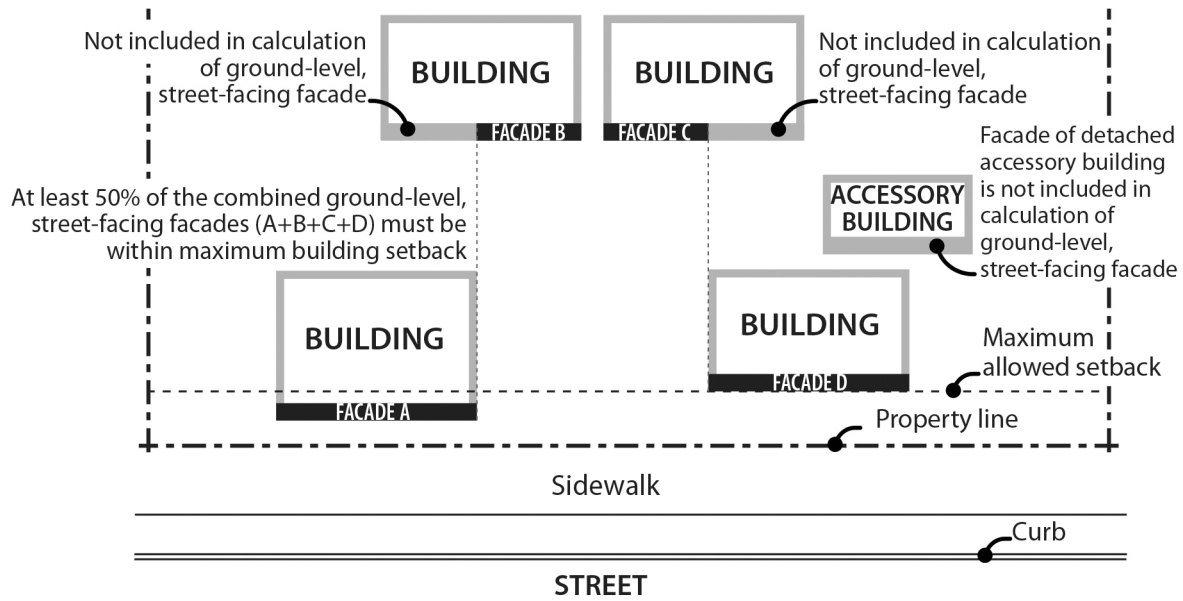 Not included in calculation
of ground-level,
street-facing facade
BUILDING
FACADE B
BUILDING
FACADE C
Not included in calculation
of ground-level,
street-facing facade
Facade of detached
accessory building
is not included in
calculation of
ground-level,
street-facing facade
ACCESSORY
BUILDING
At least 50% of the combined ground-level,
street-facing facades (A+B+C+D) must be
within maximum building setback
BUILDING
FACADE A
BUILDING
FACADE D
Maximum
allowed setback
Property line
Sidewalk
Curb
STREET